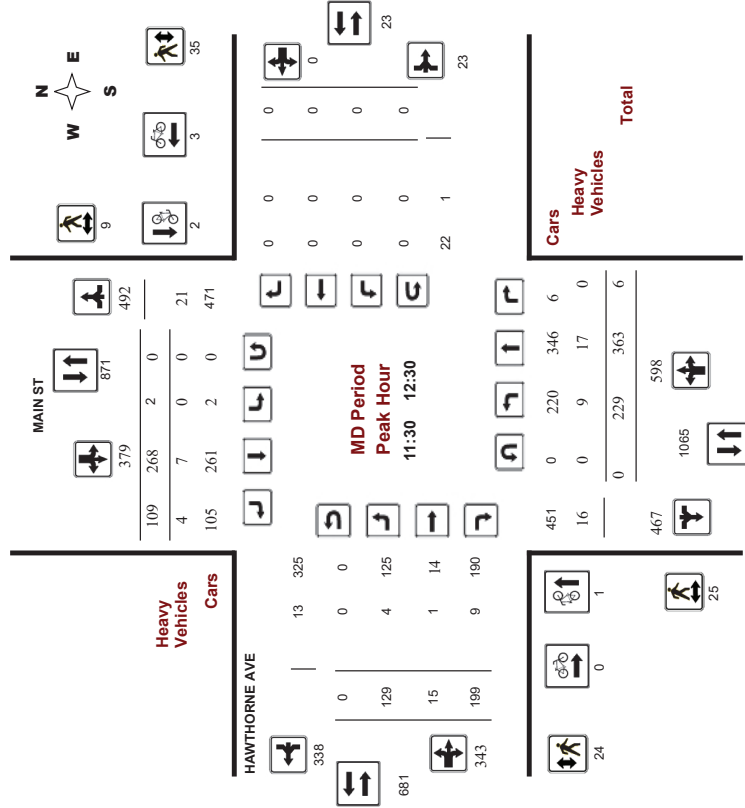 N
W E
S
35
3
9
2
23
0
23
0 0 0 0
0 0 0 0
0 0 0 0
22 1
MAIN ST
871
492
379
109 268 2 0
4 7 0 0 21
105 261 2 0 471
Heavy
Vehicles
Cars
MD Period
Peak Hour
11:30 12:30
HAWTHORNE AVE
13 325
338
0 0 0
129 4 125
15 1 14
199 9 190
681
343
Cars
Heavy
Vehicles
Total
451 0 220 346 6
16 0 9 17 0
0 229 363 6
467
598
1065
1
0
25
24